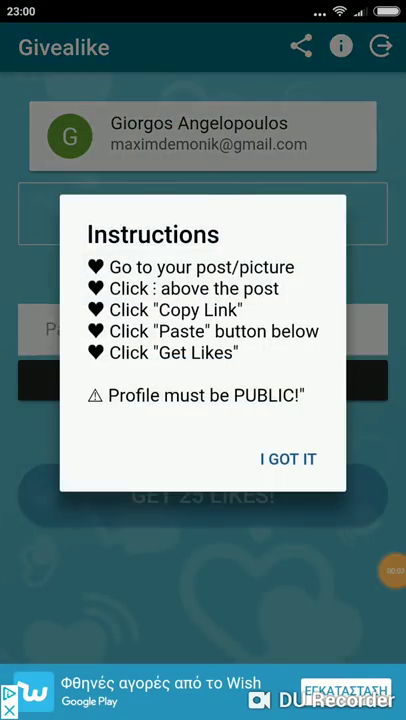 23:00
Givealike
G
Giorgos Angelopoulos
maximdemonik@gmail.com
Instructions
♥ Go to your post/picture
♥ Click ⋮ above the post
♥ Click "Copy Link"
♥ Click "Paste" button below
♥ Click "Get Likes"
⚠ Profile must be PUBLIC!"
I GOT IT
GET 25 LIKES!
00:03
Φθηνές αγορές από το Wish
Google Play
ΕΓΚΑΤΑΣΤΑΣΗ
DU Recorder